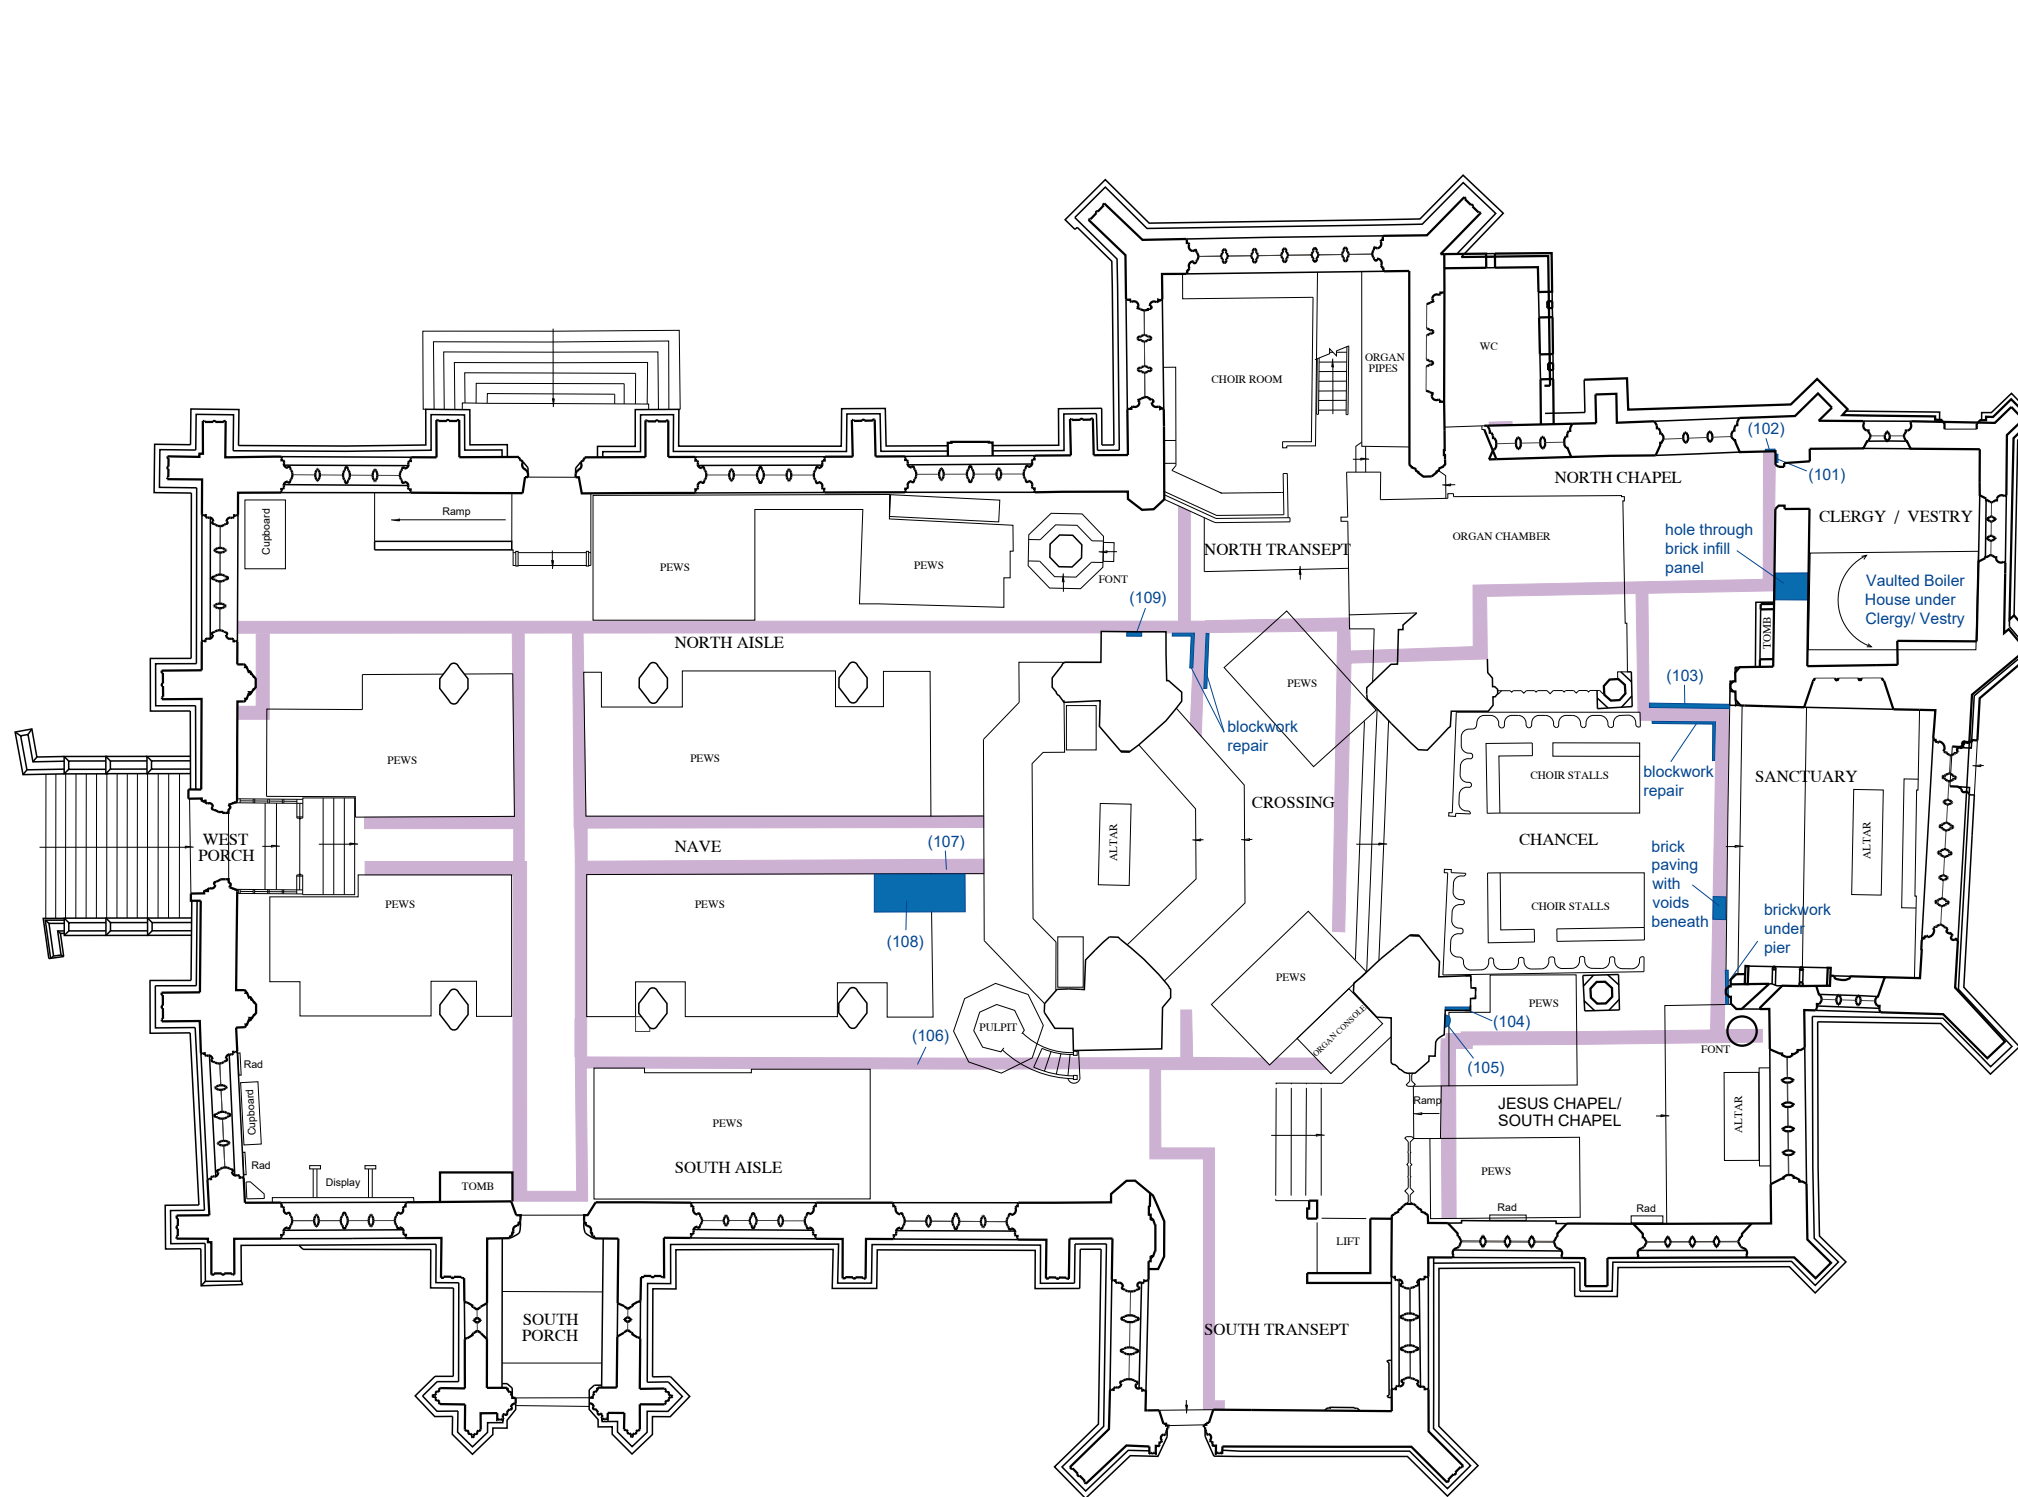 CHOIR ROOM
ORGAN
PIPES
WC
(102)
(101)
NORTH CHAPEL
CLERGY / VESTRY
Cupboard
Ramp
hole through
brick infill
panel
ORGAN CHAMBER
NORTH TRANSEPT
PEWS
PEWS
FONT
Vaulted Boiler
House under
Clergy/ Vestry
(109)
TOMB
NORTH AISLE
PEWS
(103)
blockwork
repair
PEWS
PEWS
CHOIR STALLS
SANCTUARY
blockwork
repair
CROSSING
WEST
PORCH
NAVE
(107)
ALTAR
CHANCEL
ALTAR
brick
paving
with
voids
beneath
PEWS
PEWS
CHOIR STALLS
brickwork
under
pier
(108)
PEWS
PEWS
(104)
PULPIT
ORGAN CONSOLE
(106)
FONT
Rad
(105)
Cupboard
Ramp
JESUS CHAPEL/
SOUTH CHAPEL
ALTAR
PEWS
Rad
SOUTH AISLE
PEWS
Display
TOMB
Rad
Rad
LIFT
SOUTH
PORCH
SOUTH TRANSEPT